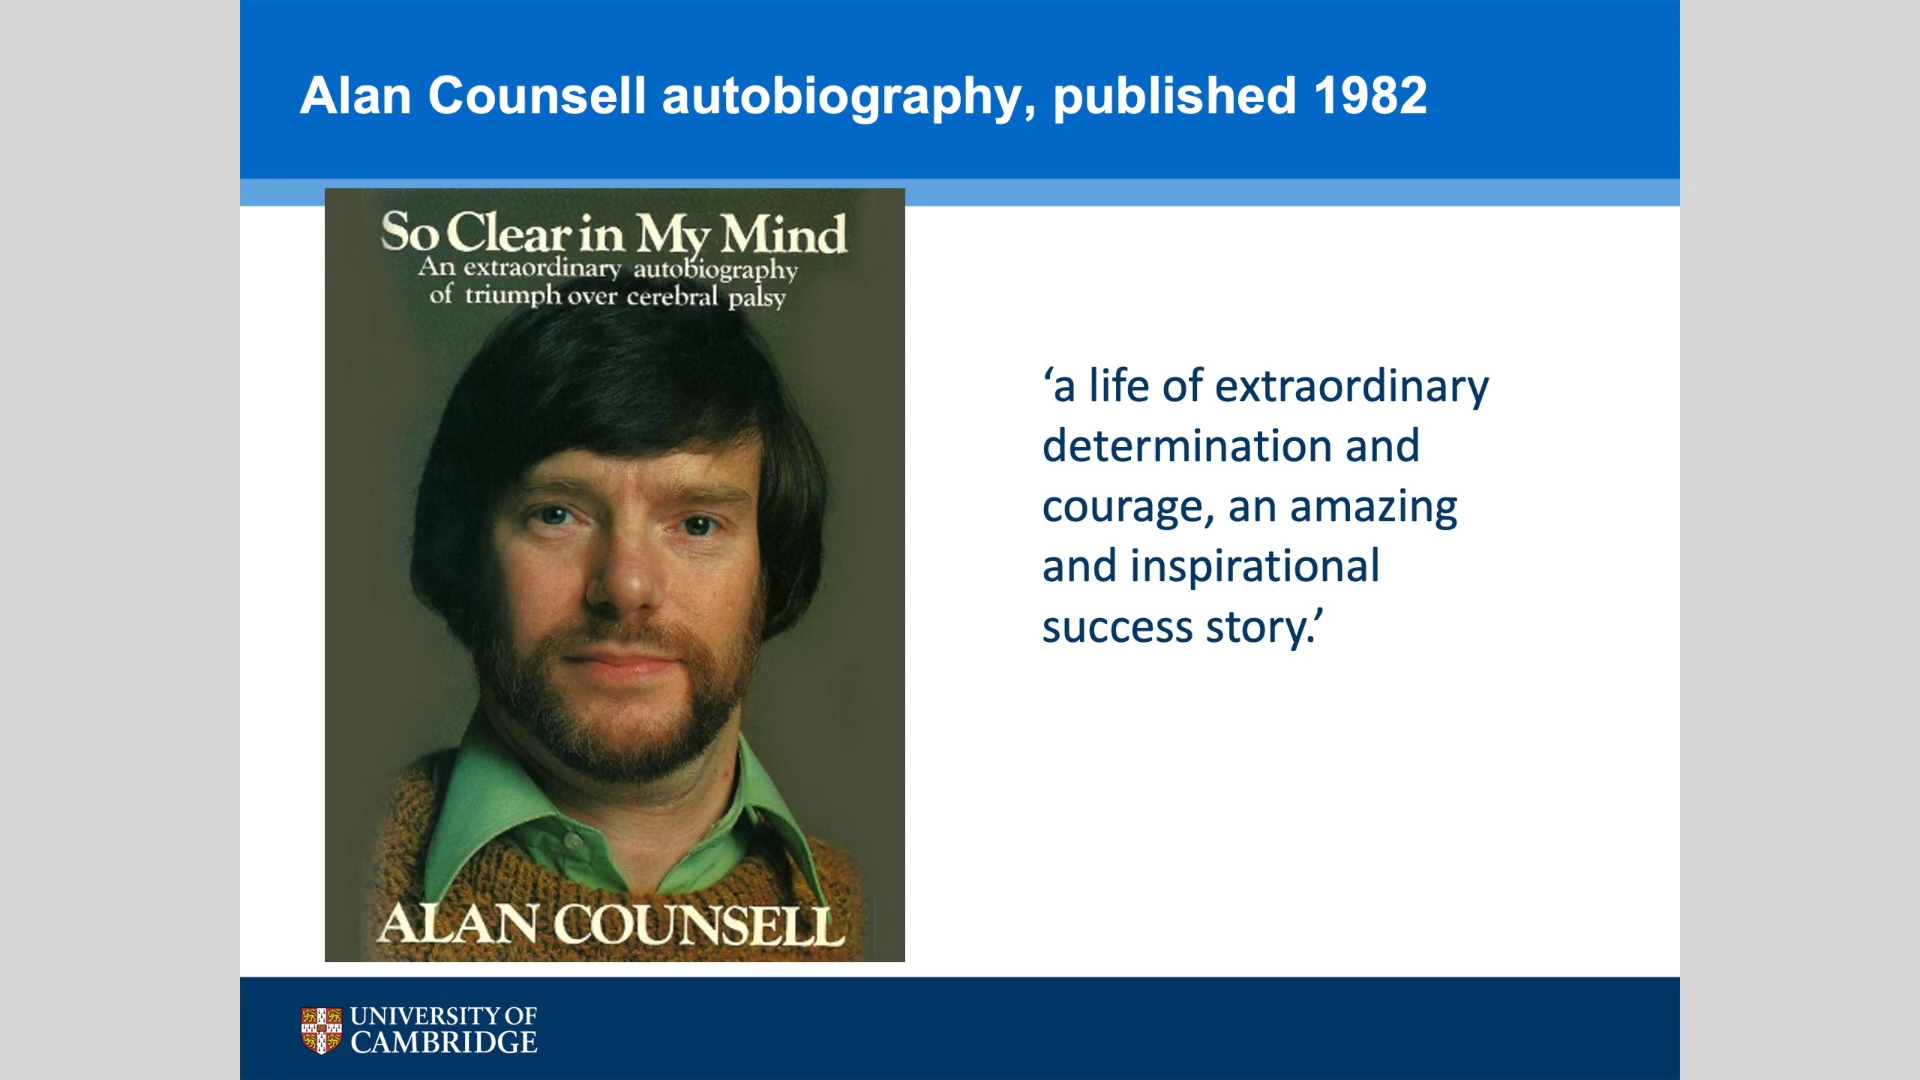 Alan Counsell autobiography, published 1982
So Clear in My Mind
An extraordinary autobiography
of triumph over cerebral palsy
ALAN COUNSELL
‘a life of extraordinary
determination and
courage, an amazing
and inspirational
success story.’
UNIVERSITY OF
CAMBRIDGE